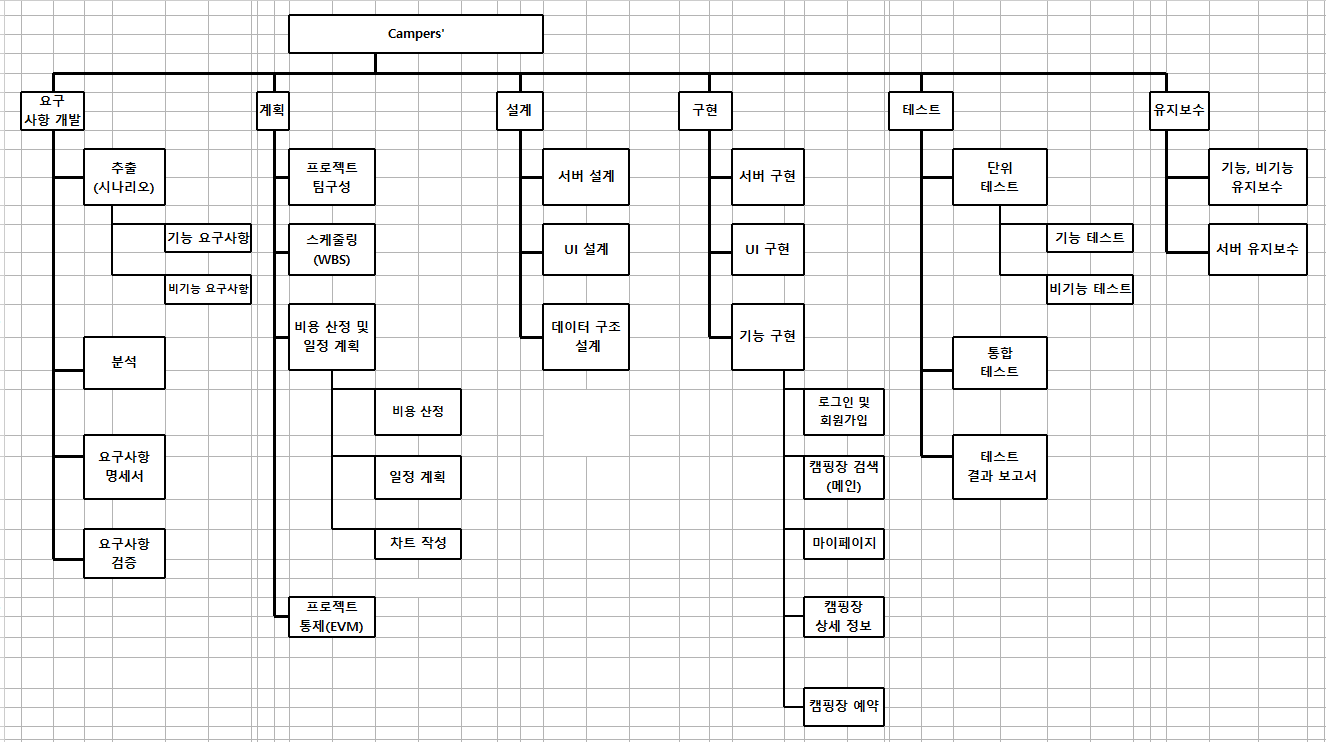 Campers'
요구
사항 개발
계획
설계
구현
테스트
유지보수
추출
(시나리오)
기능 요구사항
비기능 요구사항
분석
요구사항
명세서
요구사항
검증
프로젝트
팀구성
스케줄링
(WBS)
비용 산정 및
일정 계획
비용 산정
일정 계획
차트 작성
프로젝트
통제(EVM)
서버 설계
UI 설계
데이터 구조
설계
서버 구현
UI 구현
기능 구현
로그인 및
회원가입
캠핑장 검색
(메인)
마이페이지
캠핑장
상세 정보
캠핑장 예약
단위
테스트
기능 테스트
비기능 테스트
통합
테스트
테스트
결과 보고서
기능, 비기능
유지보수
서버 유지보수